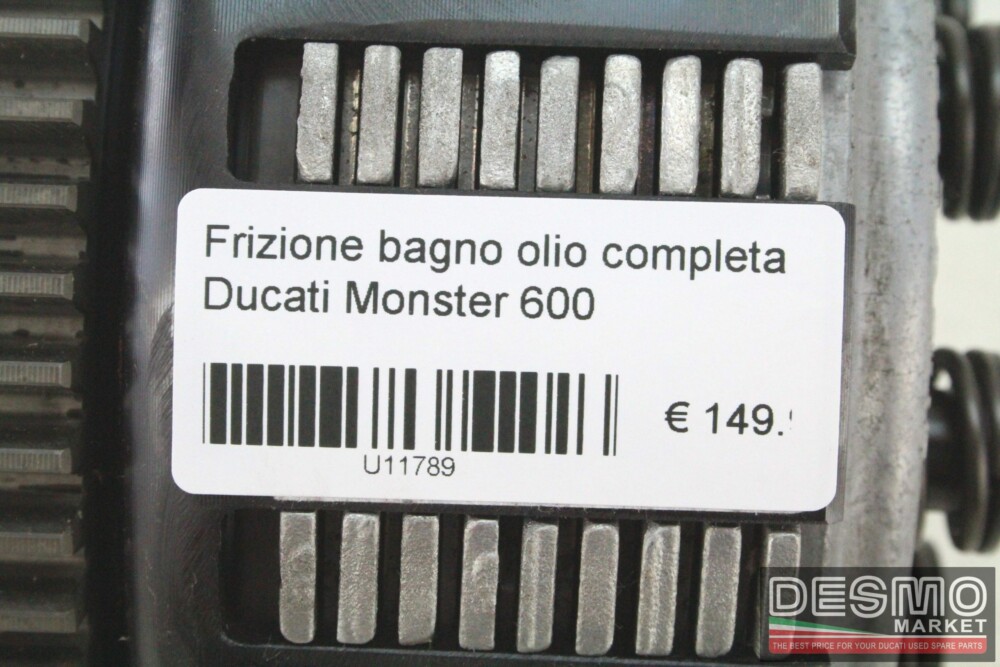 Frizione bagno olio completa
Ducati Monster 600
€ 149.
U11789
DESMO
MARKET
THE BEST PRICE FOR YOUR DUCATI USED SPARE PARTS